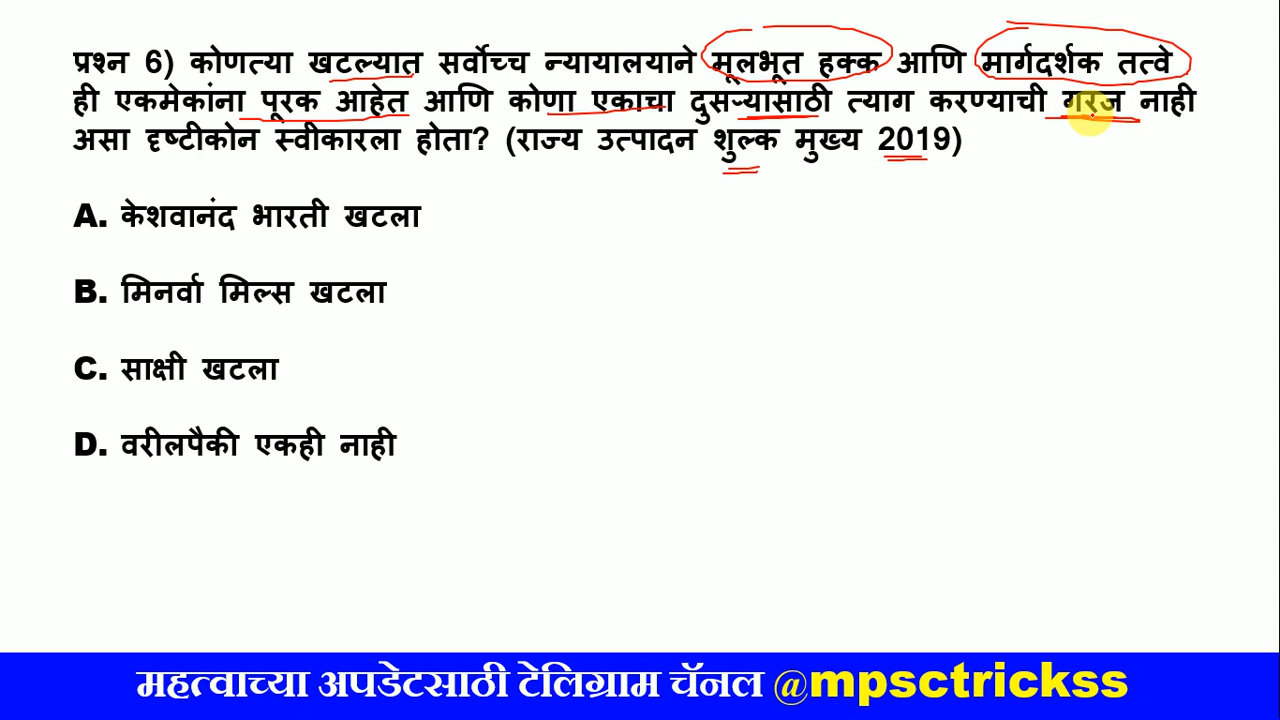 प्रश्न 6) कोणत्या खटल्यात सर्वोच्च न्यायालयाने मूलभूत हक्क आणि मार्गदर्शक तत्वे
ही एकमेकांना पूरक आहेत आणि कोणा एकाचा दुसऱ्यासाठी त्याग करण्याची गरज नाही
असा दृष्टीकोन स्वीकारला होता? (राज्य उत्पादन शुल्क मुख्य 2019)
A. केशवानंद भारती खटला
B. मिनर्वा मिल्स खटला
C. साक्षी खटला
D. वरीलपैकी एकही नाही
महत्वाच्या अपडेटसाठी टेलिग्राम चॅनल @mpsctrickss